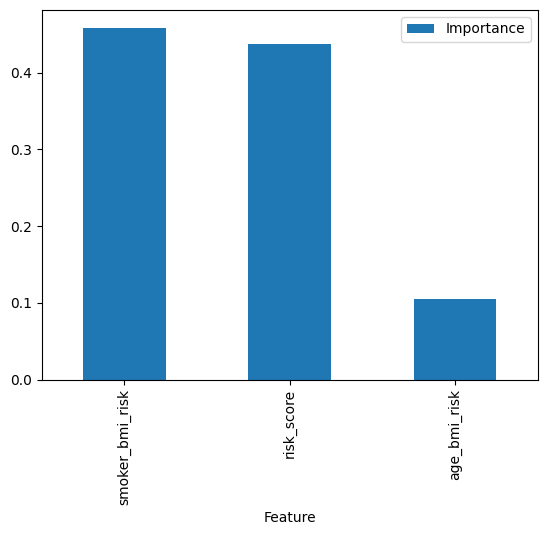 Importance
0.4
0.3
0.2
0.1
0.0
smoker_bmi_risk
risk_score
age_bmi_risk
Feature